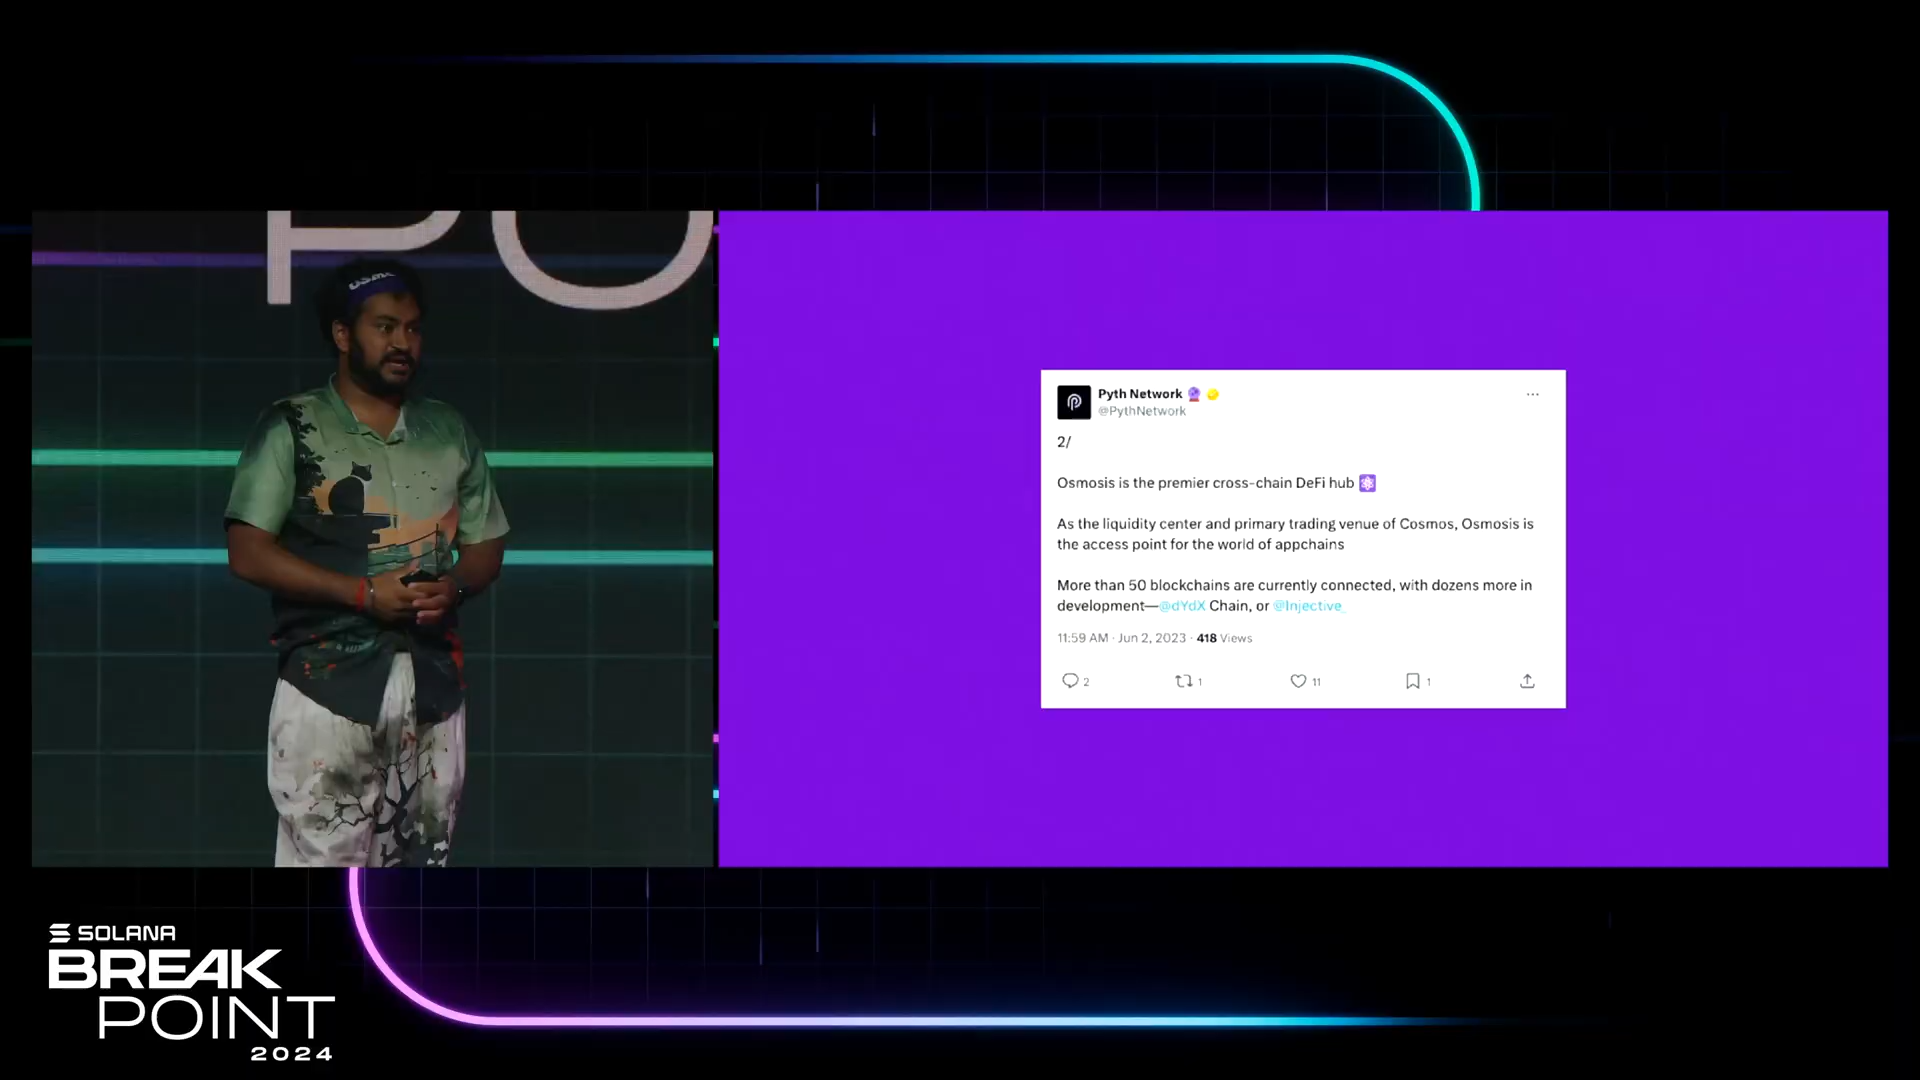 PO
OSMO
Pyth Network
@PythNetwork
2/
Osmosis is the premier cross-chain DeFi hub
As the liquidity center and primary trading venue of Cosmos, Osmosis is
the access point for the world of appchains
More than 50 blockchains are currently connected, with dozens more in
development—@dYdX Chain, or @Injective_
11:59 AM · Jun 2, 2023 · 418 Views
2 1 11 1
SOLANA
BREAK
POINT
2024